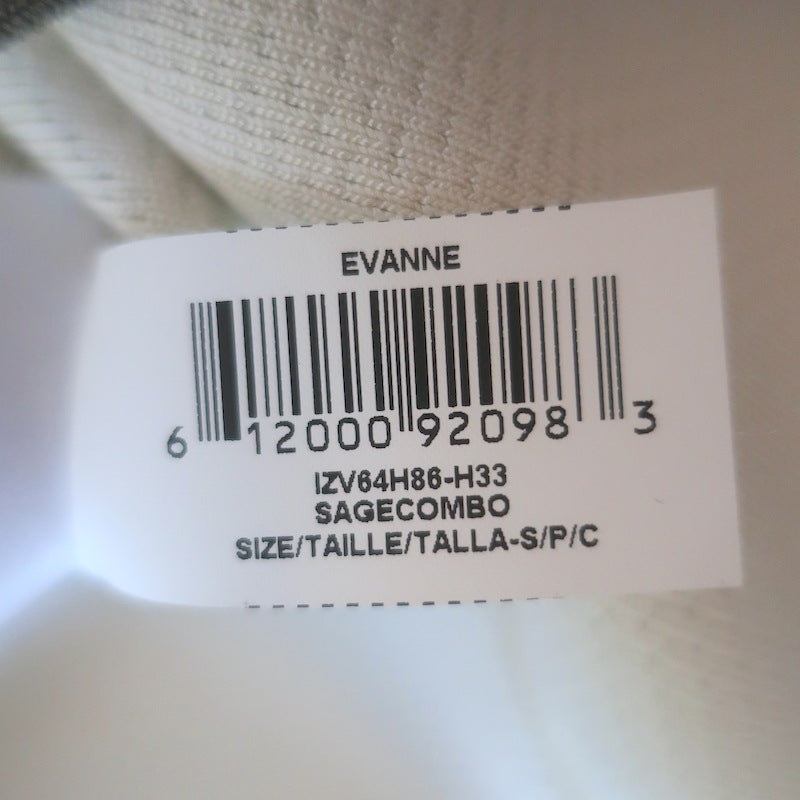 EVANNE
6 12000 92098 3
IZV64H86-H33
SAGECOMBO
SIZE/TAILLE/TALLA-S/P/C